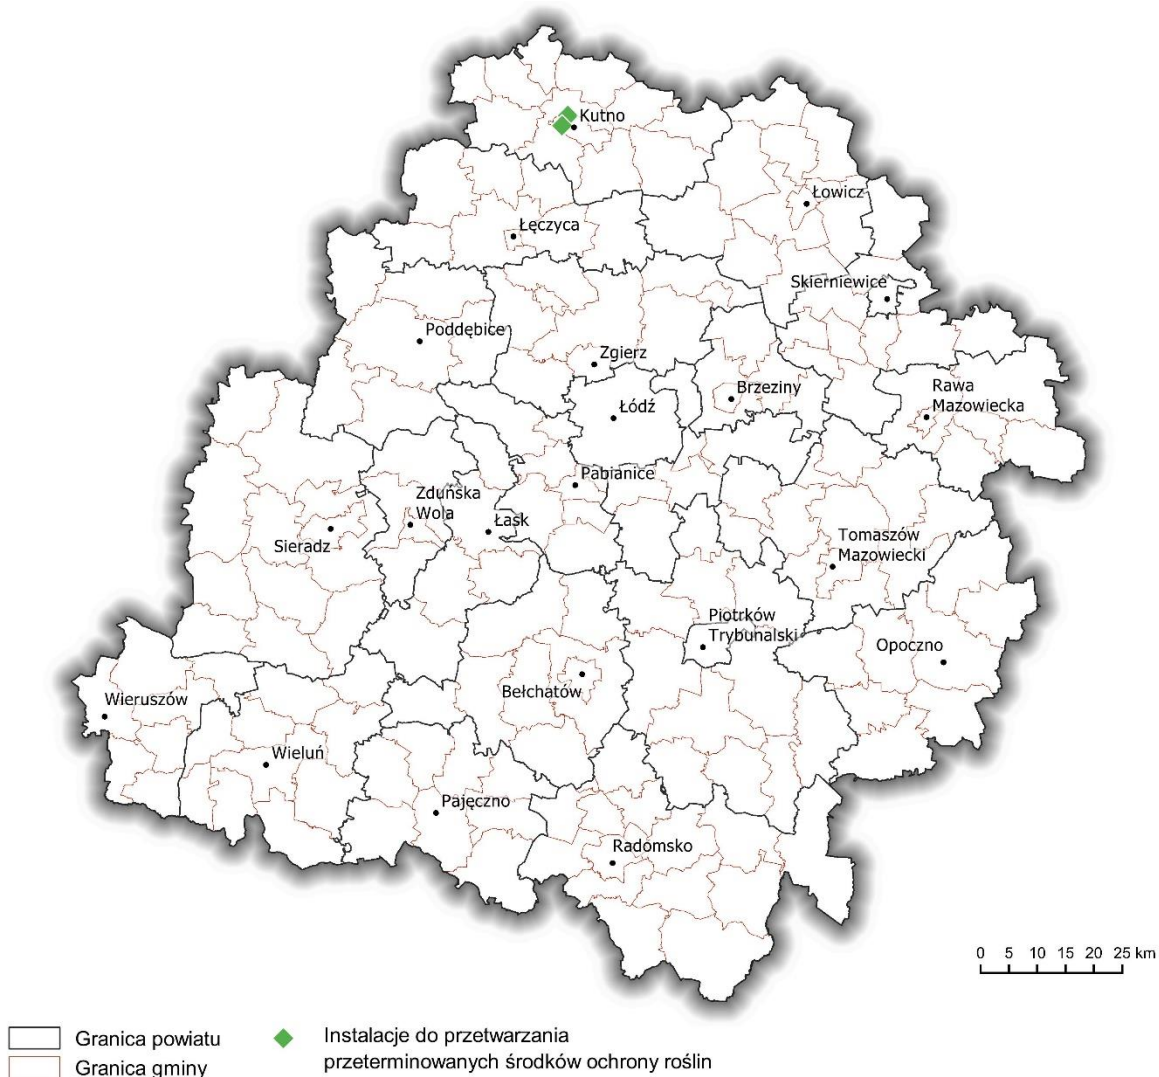 Kutno
Łowicz
Łęczyca
Skierniewice
Poddębice
Zgierz
Brzeziny
Rawa
Mazowiecka
Łódź
Pabianice
Zduńska
Wola
Łask
Sieradz
Tomaszów
Mazowiecki
Piotrków
Trybunalski
Opoczno
Bełchatów
Wieruszów
Wieluń
Pajęczno
Radomsko
0 5 10 15 20 25 km
Granica powiatu
Granica gminy
Instalacje do przetwarzania
przeterminowanych środków ochrony roślin